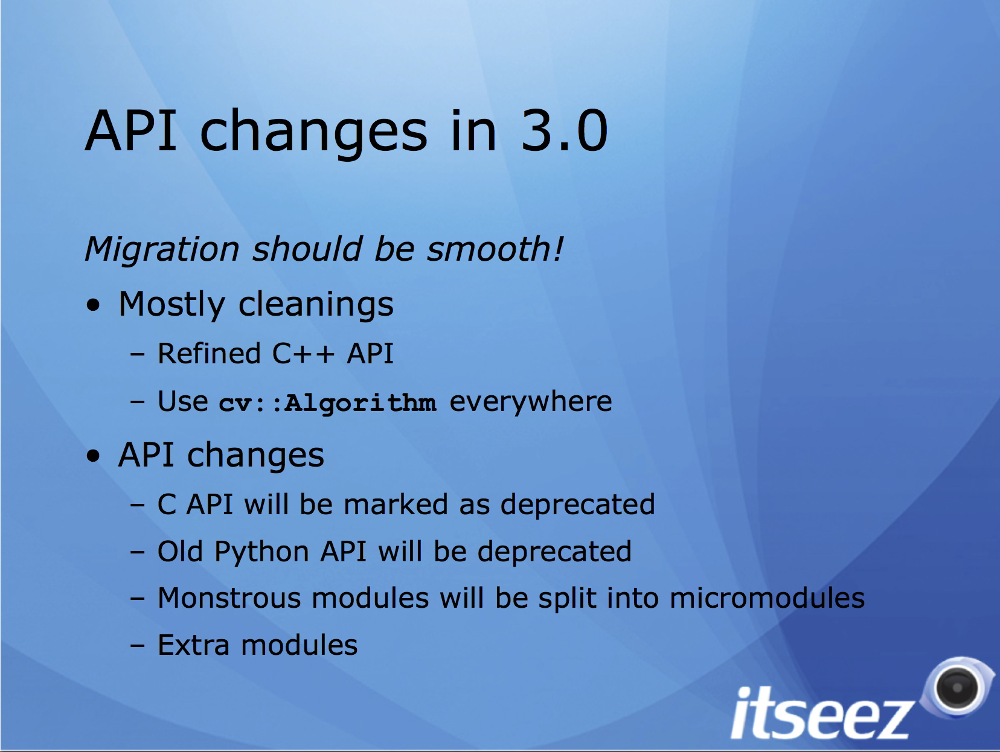 API changes in 3.0
Migration should be smooth!
• Mostly cleanings
– Refined C++ API
– Use cv::Algorithm everywhere
• API changes
– C API will be marked as deprecated
– Old Python API will be deprecated
– Monstrous modules will be split into micromodules
– Extra modules
itseez